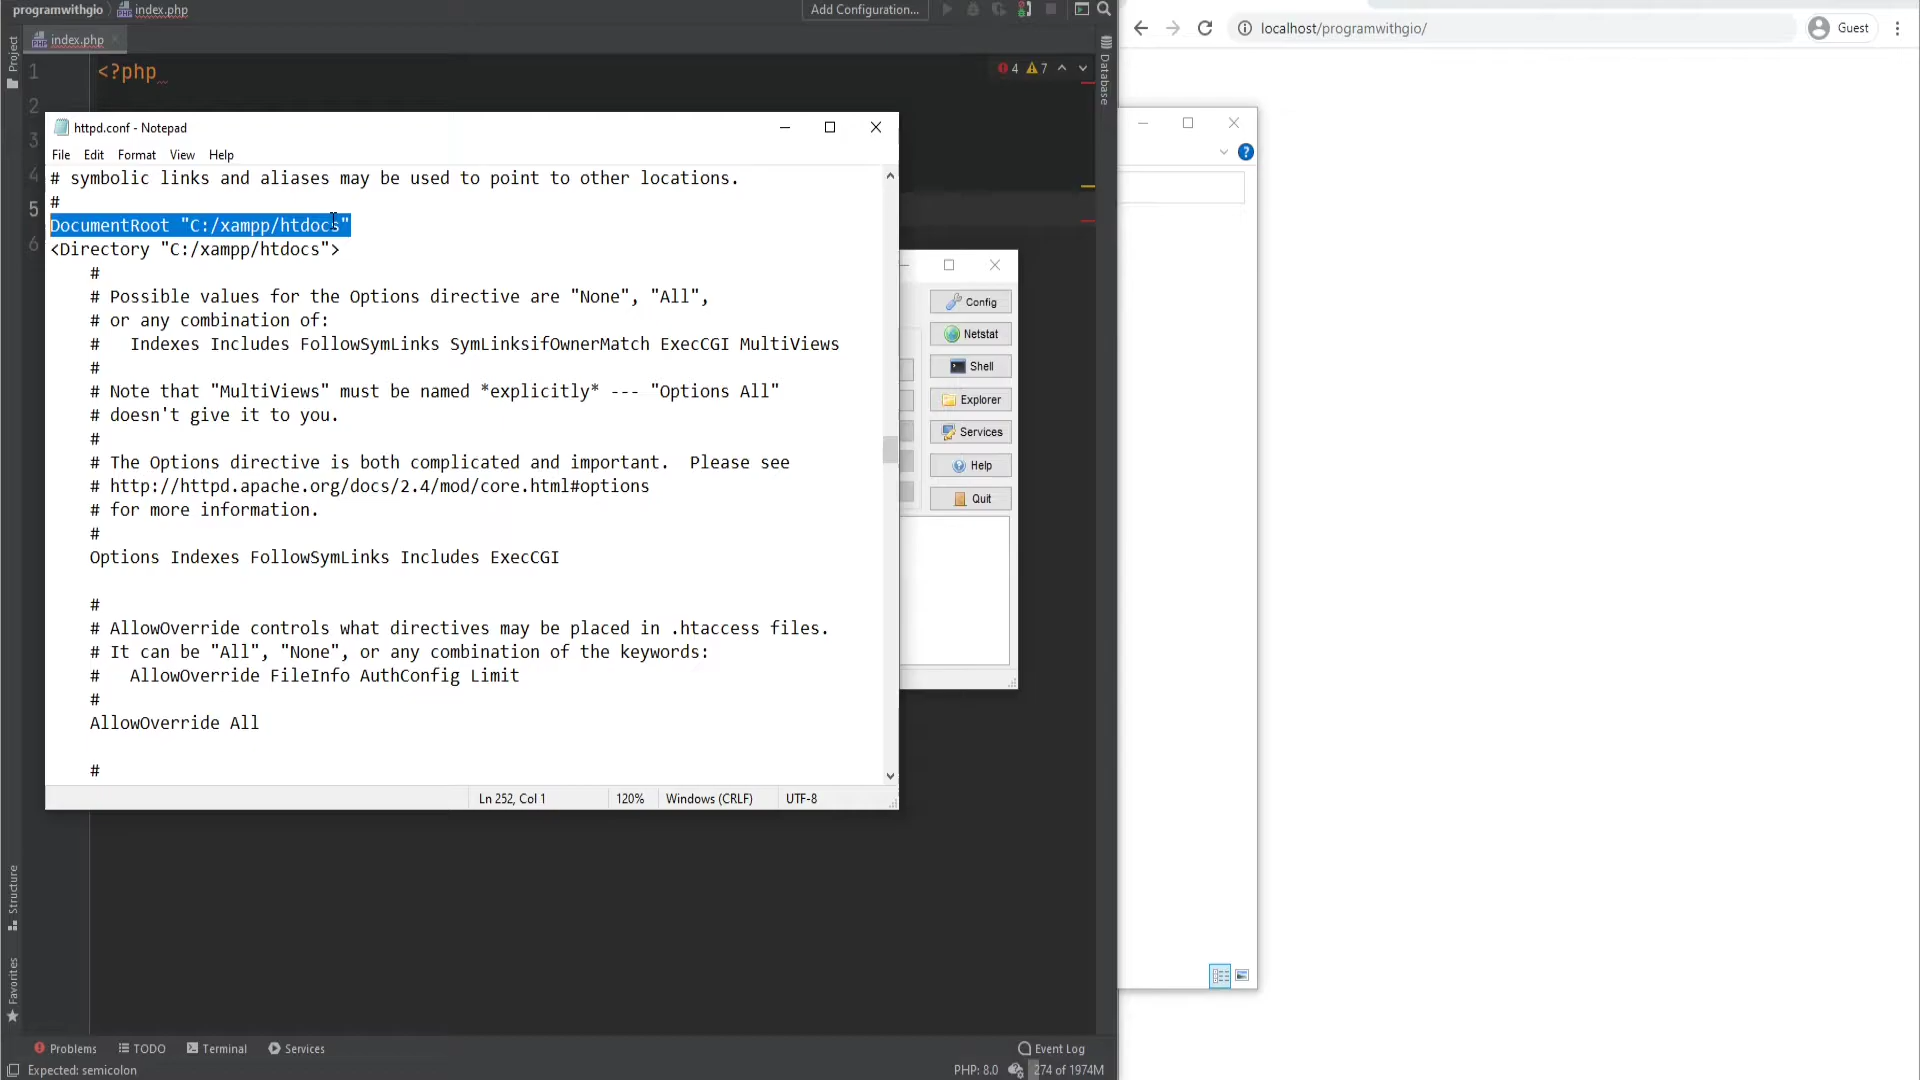 programwithgio
index.php
Add Configuration...
localhost/programwithgio/
Guest
Project
index.php
1
<?php
4
7
Database
2
3
4
5
6
httpd.conf - Notepad
File
Edit
Format
View
Help
# symbolic links and aliases may be used to point to other locations.
#
DocumentRoot "C:/xampp/htdocs"
<Directory "C:/xampp/htdocs">
#
# Possible values for the Options directive are "None", "All",
# or any combination of:
#   Indexes Includes FollowSymLinks SymLinksifOwnerMatch ExecCGI MultiViews
#
# Note that "MultiViews" must be named *explicitly* --- "Options All"
# doesn't give it to you.
#
# The Options directive is both complicated and important.  Please see
# http://httpd.apache.org/docs/2.4/mod/core.html#options
# for more information.
#
Options Indexes FollowSymLinks Includes ExecCGI
#
# AllowOverride controls what directives may be placed in .htaccess files.
# It can be "All", "None", or any combination of the keywords:
#   AllowOverride FileInfo AuthConfig Limit
#
AllowOverride All
#
Ln 252, Col 1
120%
Windows (CRLF)
UTF-8
Config
Netstat
Shell
Explorer
Services
Help
Quit
Structure
Favorites
Problems
TODO
Terminal
Services
Event Log
Expected: semicolon
PHP: 8.0
274 of 1974M